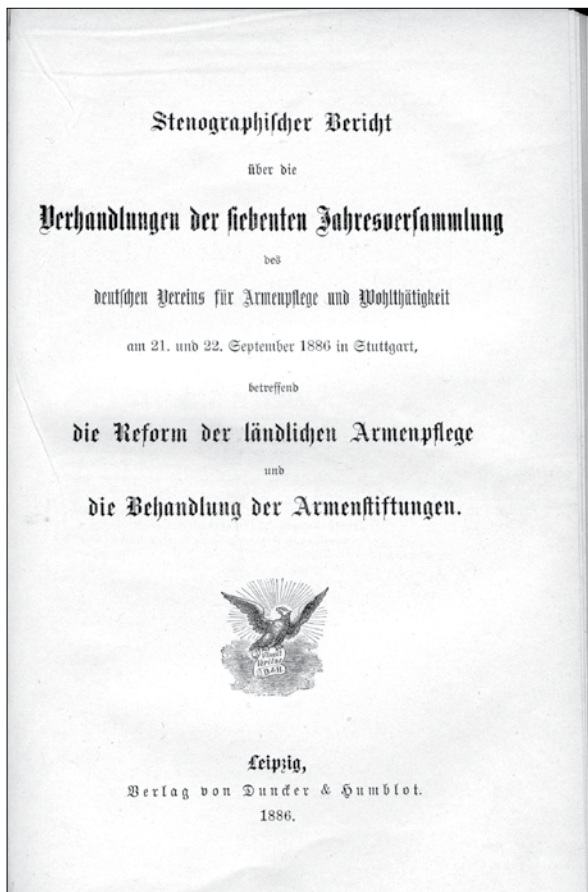 Stenographischer Bericht
über die
Verhandlungen der siebenten Jahresversammlung
des
deutschen Vereins für Armenpflege und Wohlthätigkeit
am 21. und 22. September 1886 in Stuttgart,
betreffend
die Reform der ländlichen Armenpflege
und
die Behandlung der Armenstiftungen.
Leipzig,
Verlag von Duncker & Humblot.
1886.